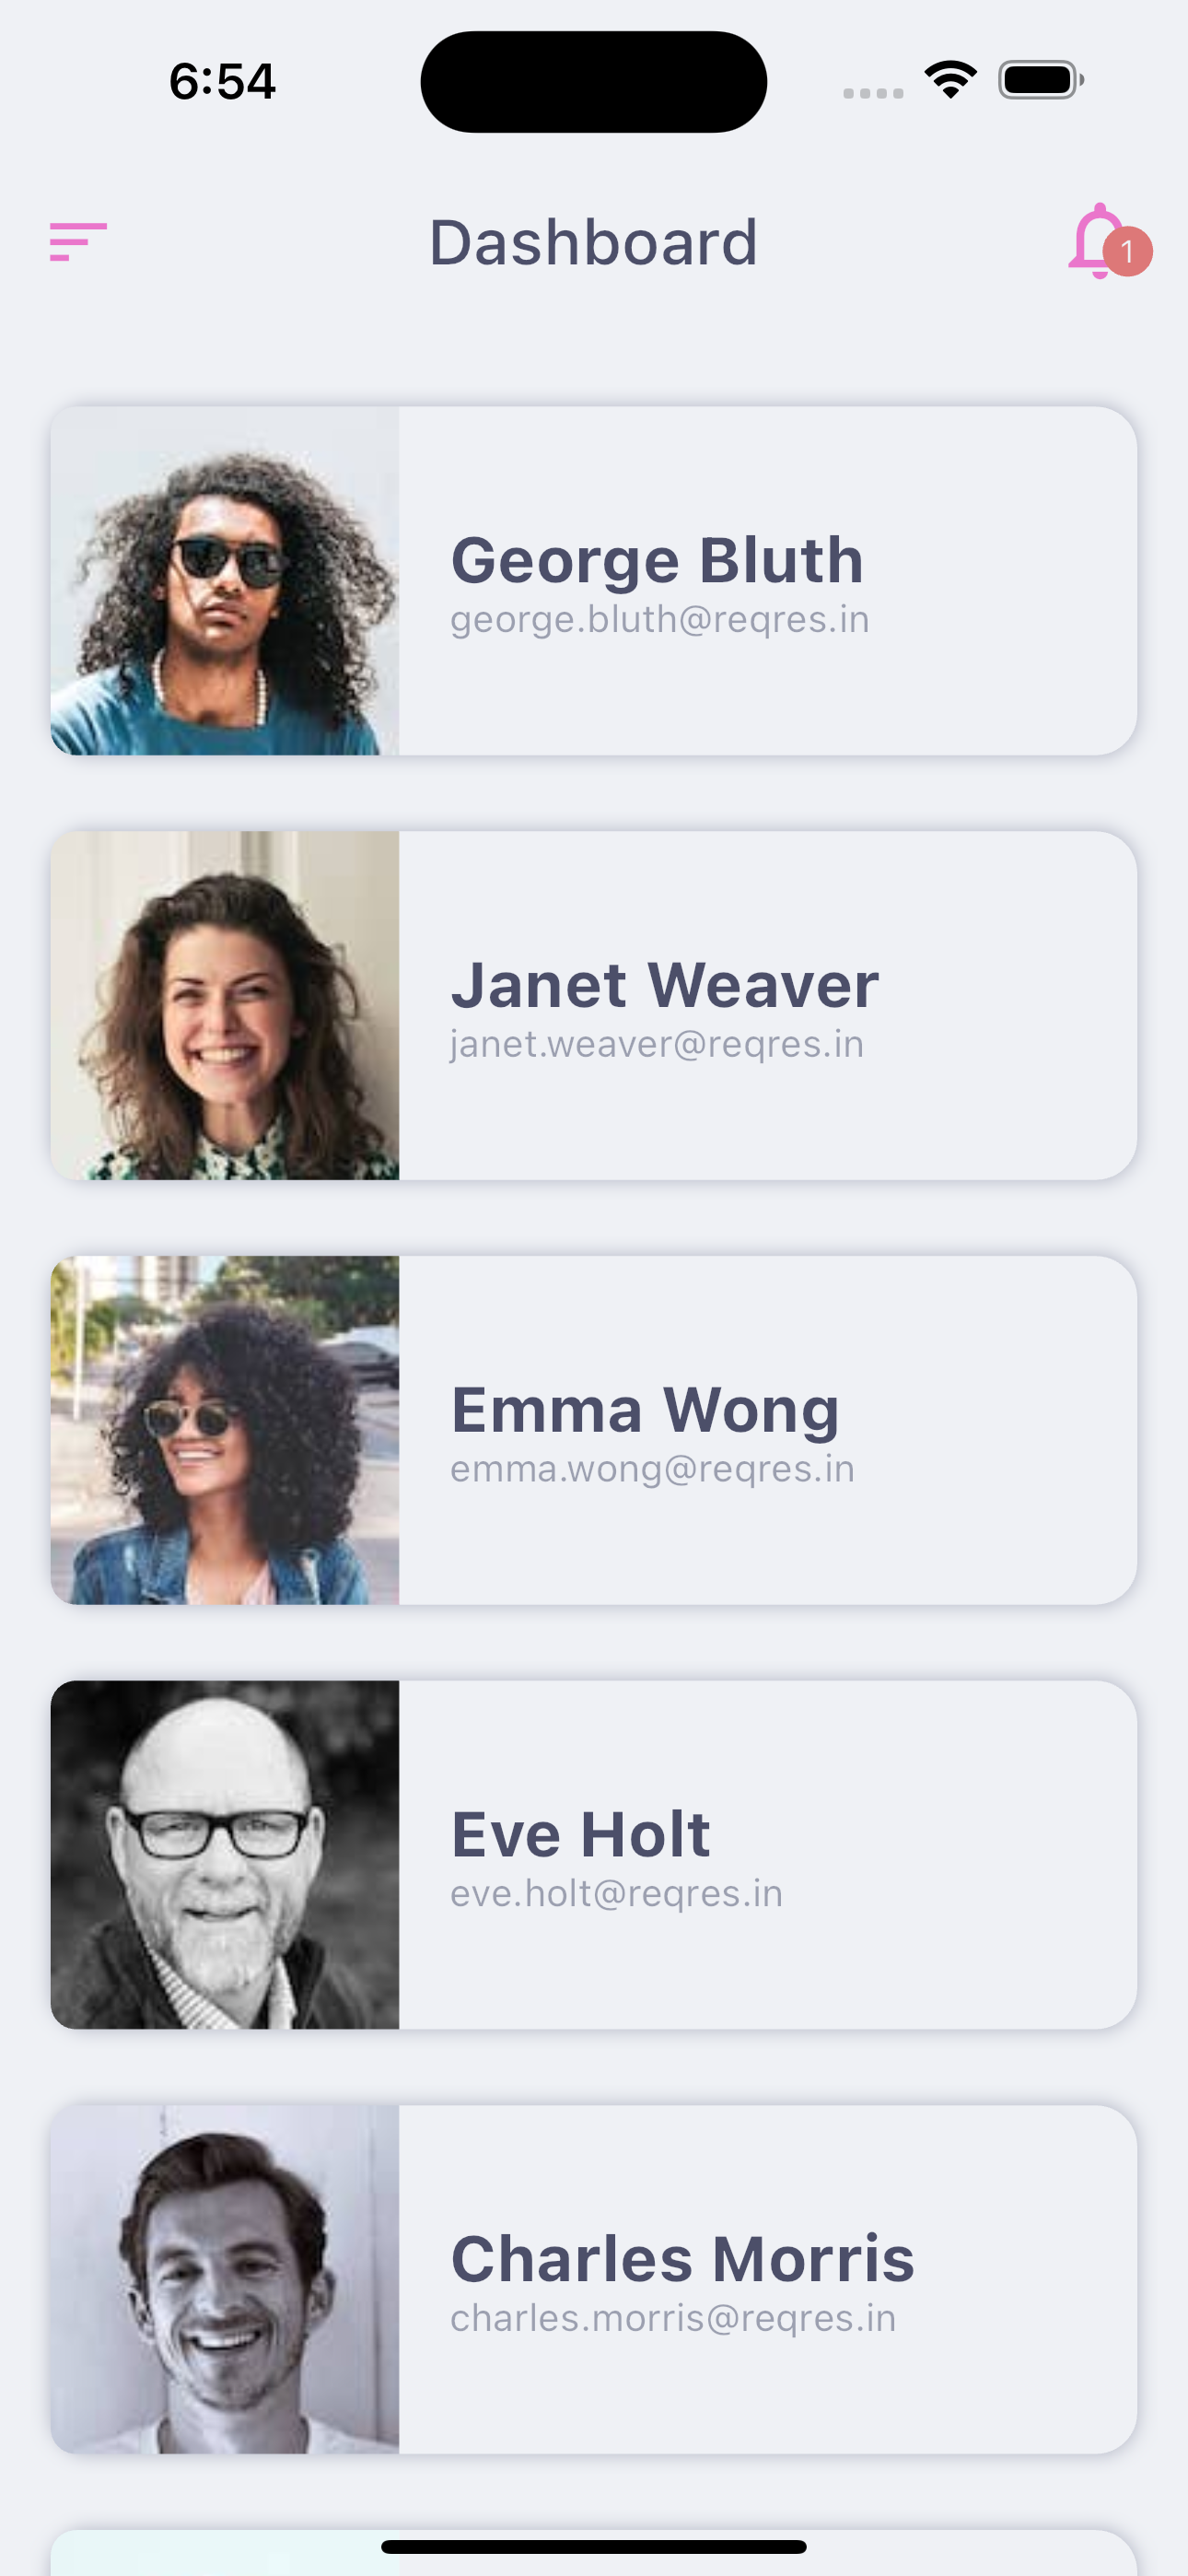 6:54
Dashboard
1
George Bluth
george.bluth@reqres.in
Janet Weaver
janet.weaver@reqres.in
Emma Wong
emma.wong@reqres.in
Eve Holt
eve.holt@reqres.in
Charles Morris
charles.morris@reqres.in